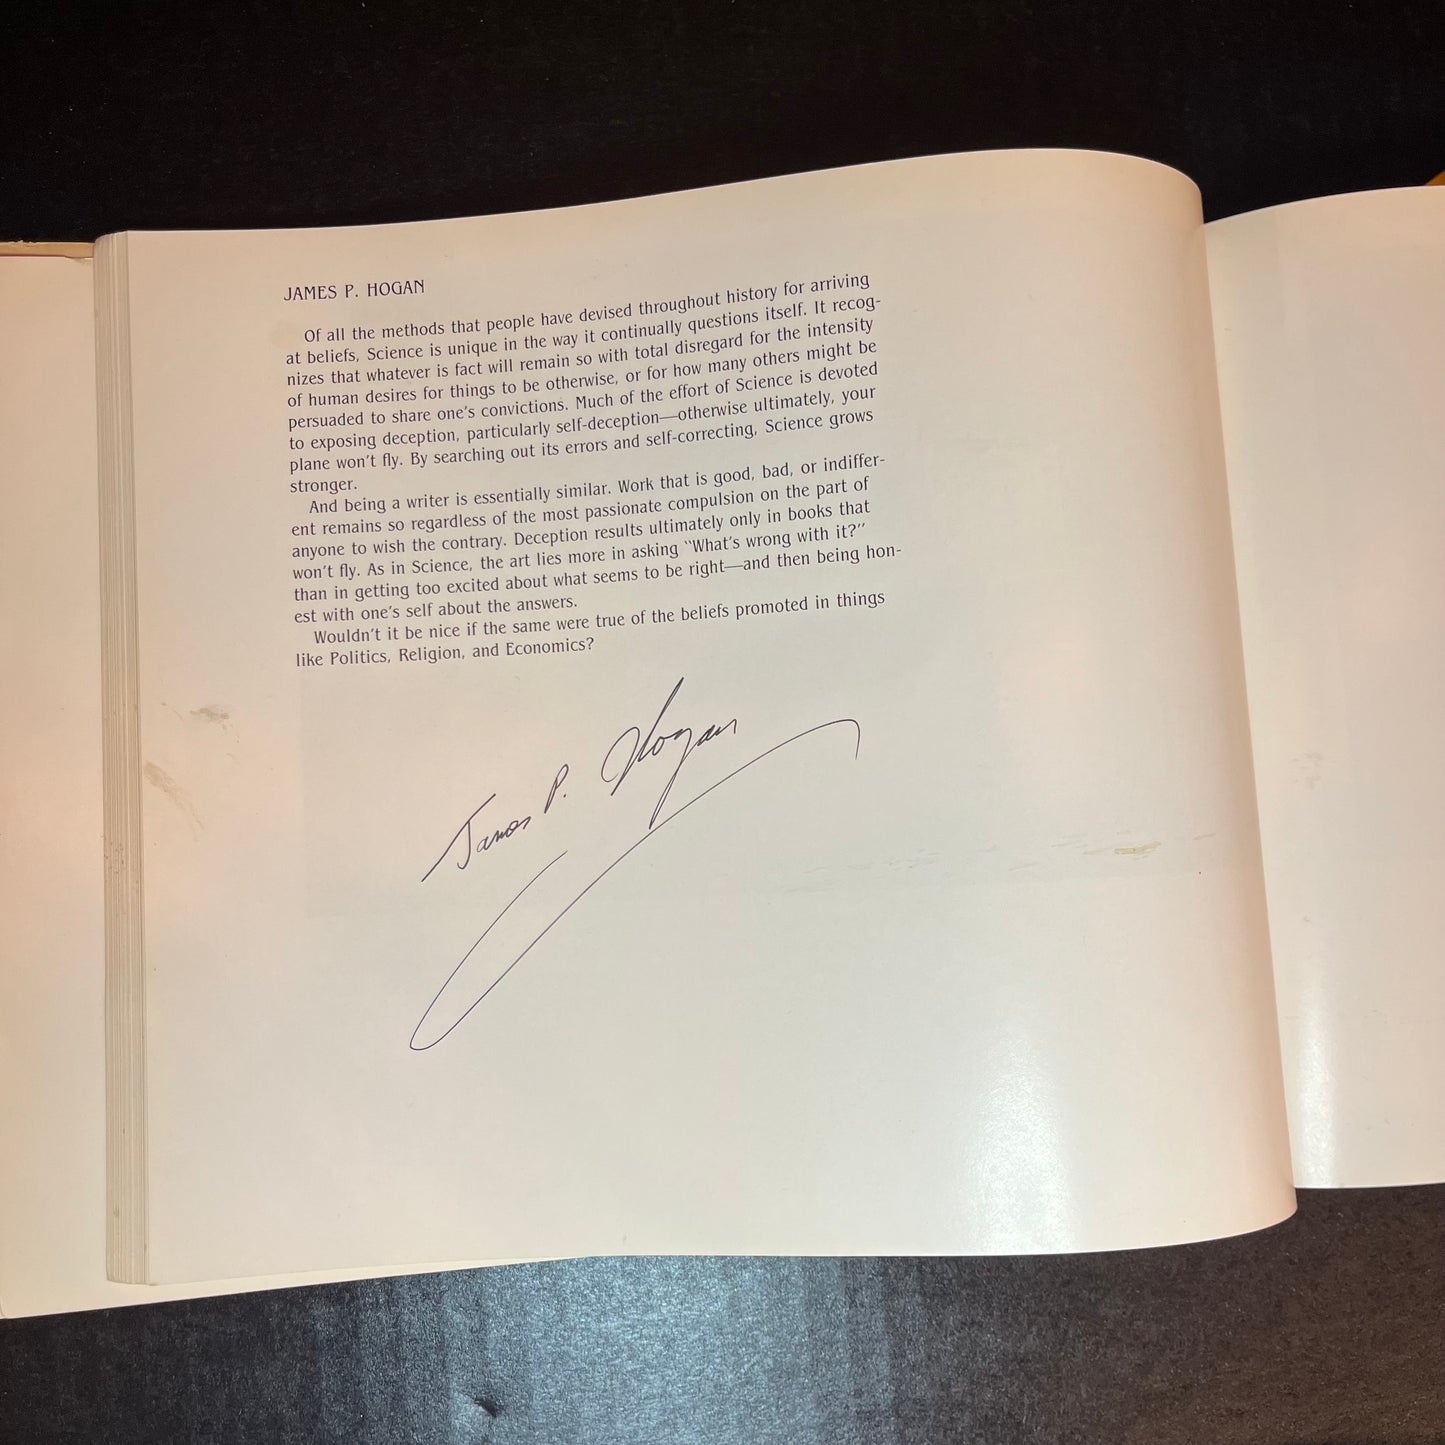 JAMES P. HOGAN
Of all the methods that people have devised throughout history for arriving
at beliefs, Science is unique in the way it continually questions itself. It recog-
nizes that whatever is fact will remain so with total disregard for the intensity
of human desires for things to be otherwise, or for how many others might be
persuaded to share one's convictions. Much of the effort of Science is devoted
to exposing deception, particularly self-deception—otherwise ultimately, your
plane won't fly. By searching out its errors and self-correcting, Science grows
stronger.
And being a writer is essentially similar. Work that is good, bad, or indiffer-
ent remains so regardless of the most passionate compulsion on the part of
anyone to wish the contrary. Deception results ultimately only in books that
won't fly. As in Science, the art lies more in asking "What's wrong with it?"
than in getting too excited about what seems to be right—and then being hon-
est with one's self about the answers.
Wouldn't it be nice if the same were true of the beliefs promoted in things
like Politics, Religion, and Economics?
James P. Hogan